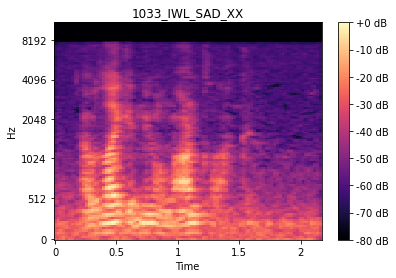 1033_IWL_SAD_XX
+0 dB
8192
-10 dB
4096
-20 dB
-30 dB
2048
Hz
-40 dB
1024
-50 dB
512
-60 dB
-70 dB
0
-80 dB
0 0.5 1 1.5 2
Time